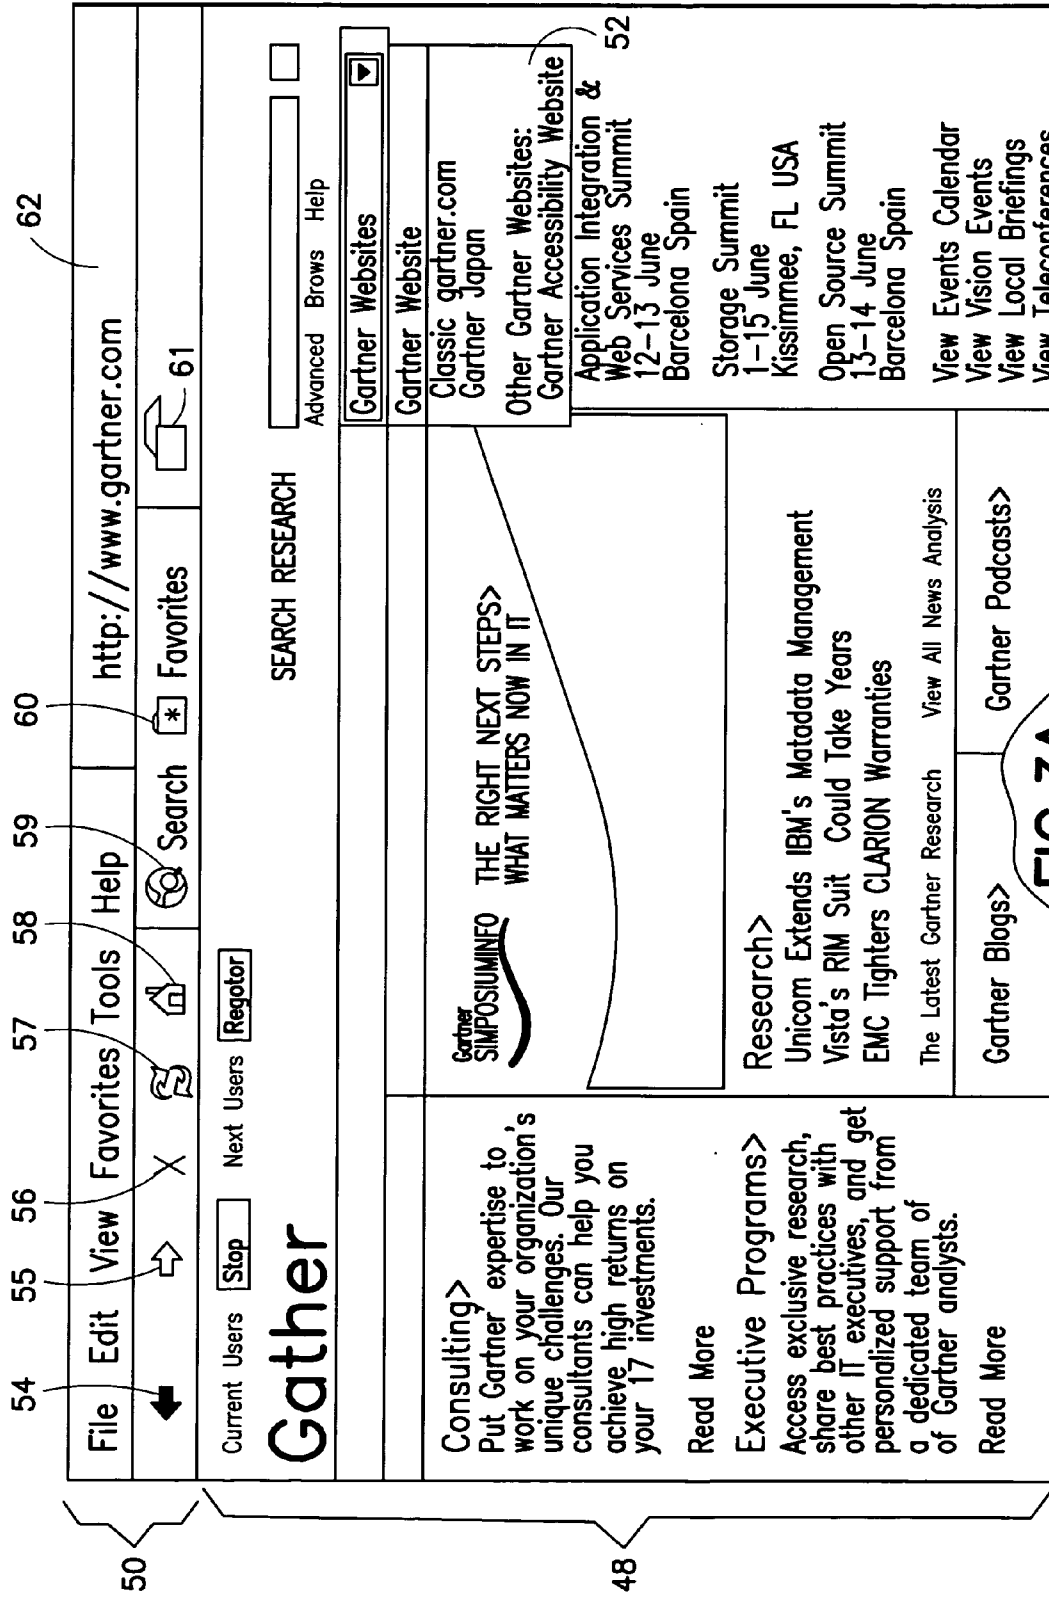 62
60
59
58
57
56
55
54
File Edit View Favorites Tools Help
http://www.gartner.com
Search
Favorites
61
50
Current Users
Stop
Next Users
Regotor
Gather
SEARCH RESEARCH
Advanced Brows Help
Gartner Websites
Gartner Website
Classic gartner.com
Gartner Japan
Other Gartner Websites:
Gartner Accessibility Website
52
48
Consulting>
Put Gartner expertise to
work on your organization's
unique challenges. Our
consultants can help you
achieve high returns on
your 17 investments.
Read More
Executive Programs>
Access exclusive research,
share best practices with
other IT executives, and get
personalized support from
a dedicated team of
of Gartner analysts.
Read More
Gartner
SIMPOSIUMINFO
THE RIGHT NEXT STEPS>
WHAT MATTERS NOW IN IT
Research>
Unicom Extends IBM's Matadata Management
Vista's RIM Suit Could Take Years
EMC Tighters CLARION Warranties
The Latest Gartner Research
View All News Analysis
Gartner Blogs>
Gartner Podcasts>
Application Integration &
Web Services Summit
12-13 June
Barcelona Spain
Storage Summit
1-15 June
Kissimmee, FL USA
Open Source Summit
13-14 June
Barcelona Spain
View Events Calendar
View Vision Events
View Local Briefings
View Teleconferences
FIG 3A